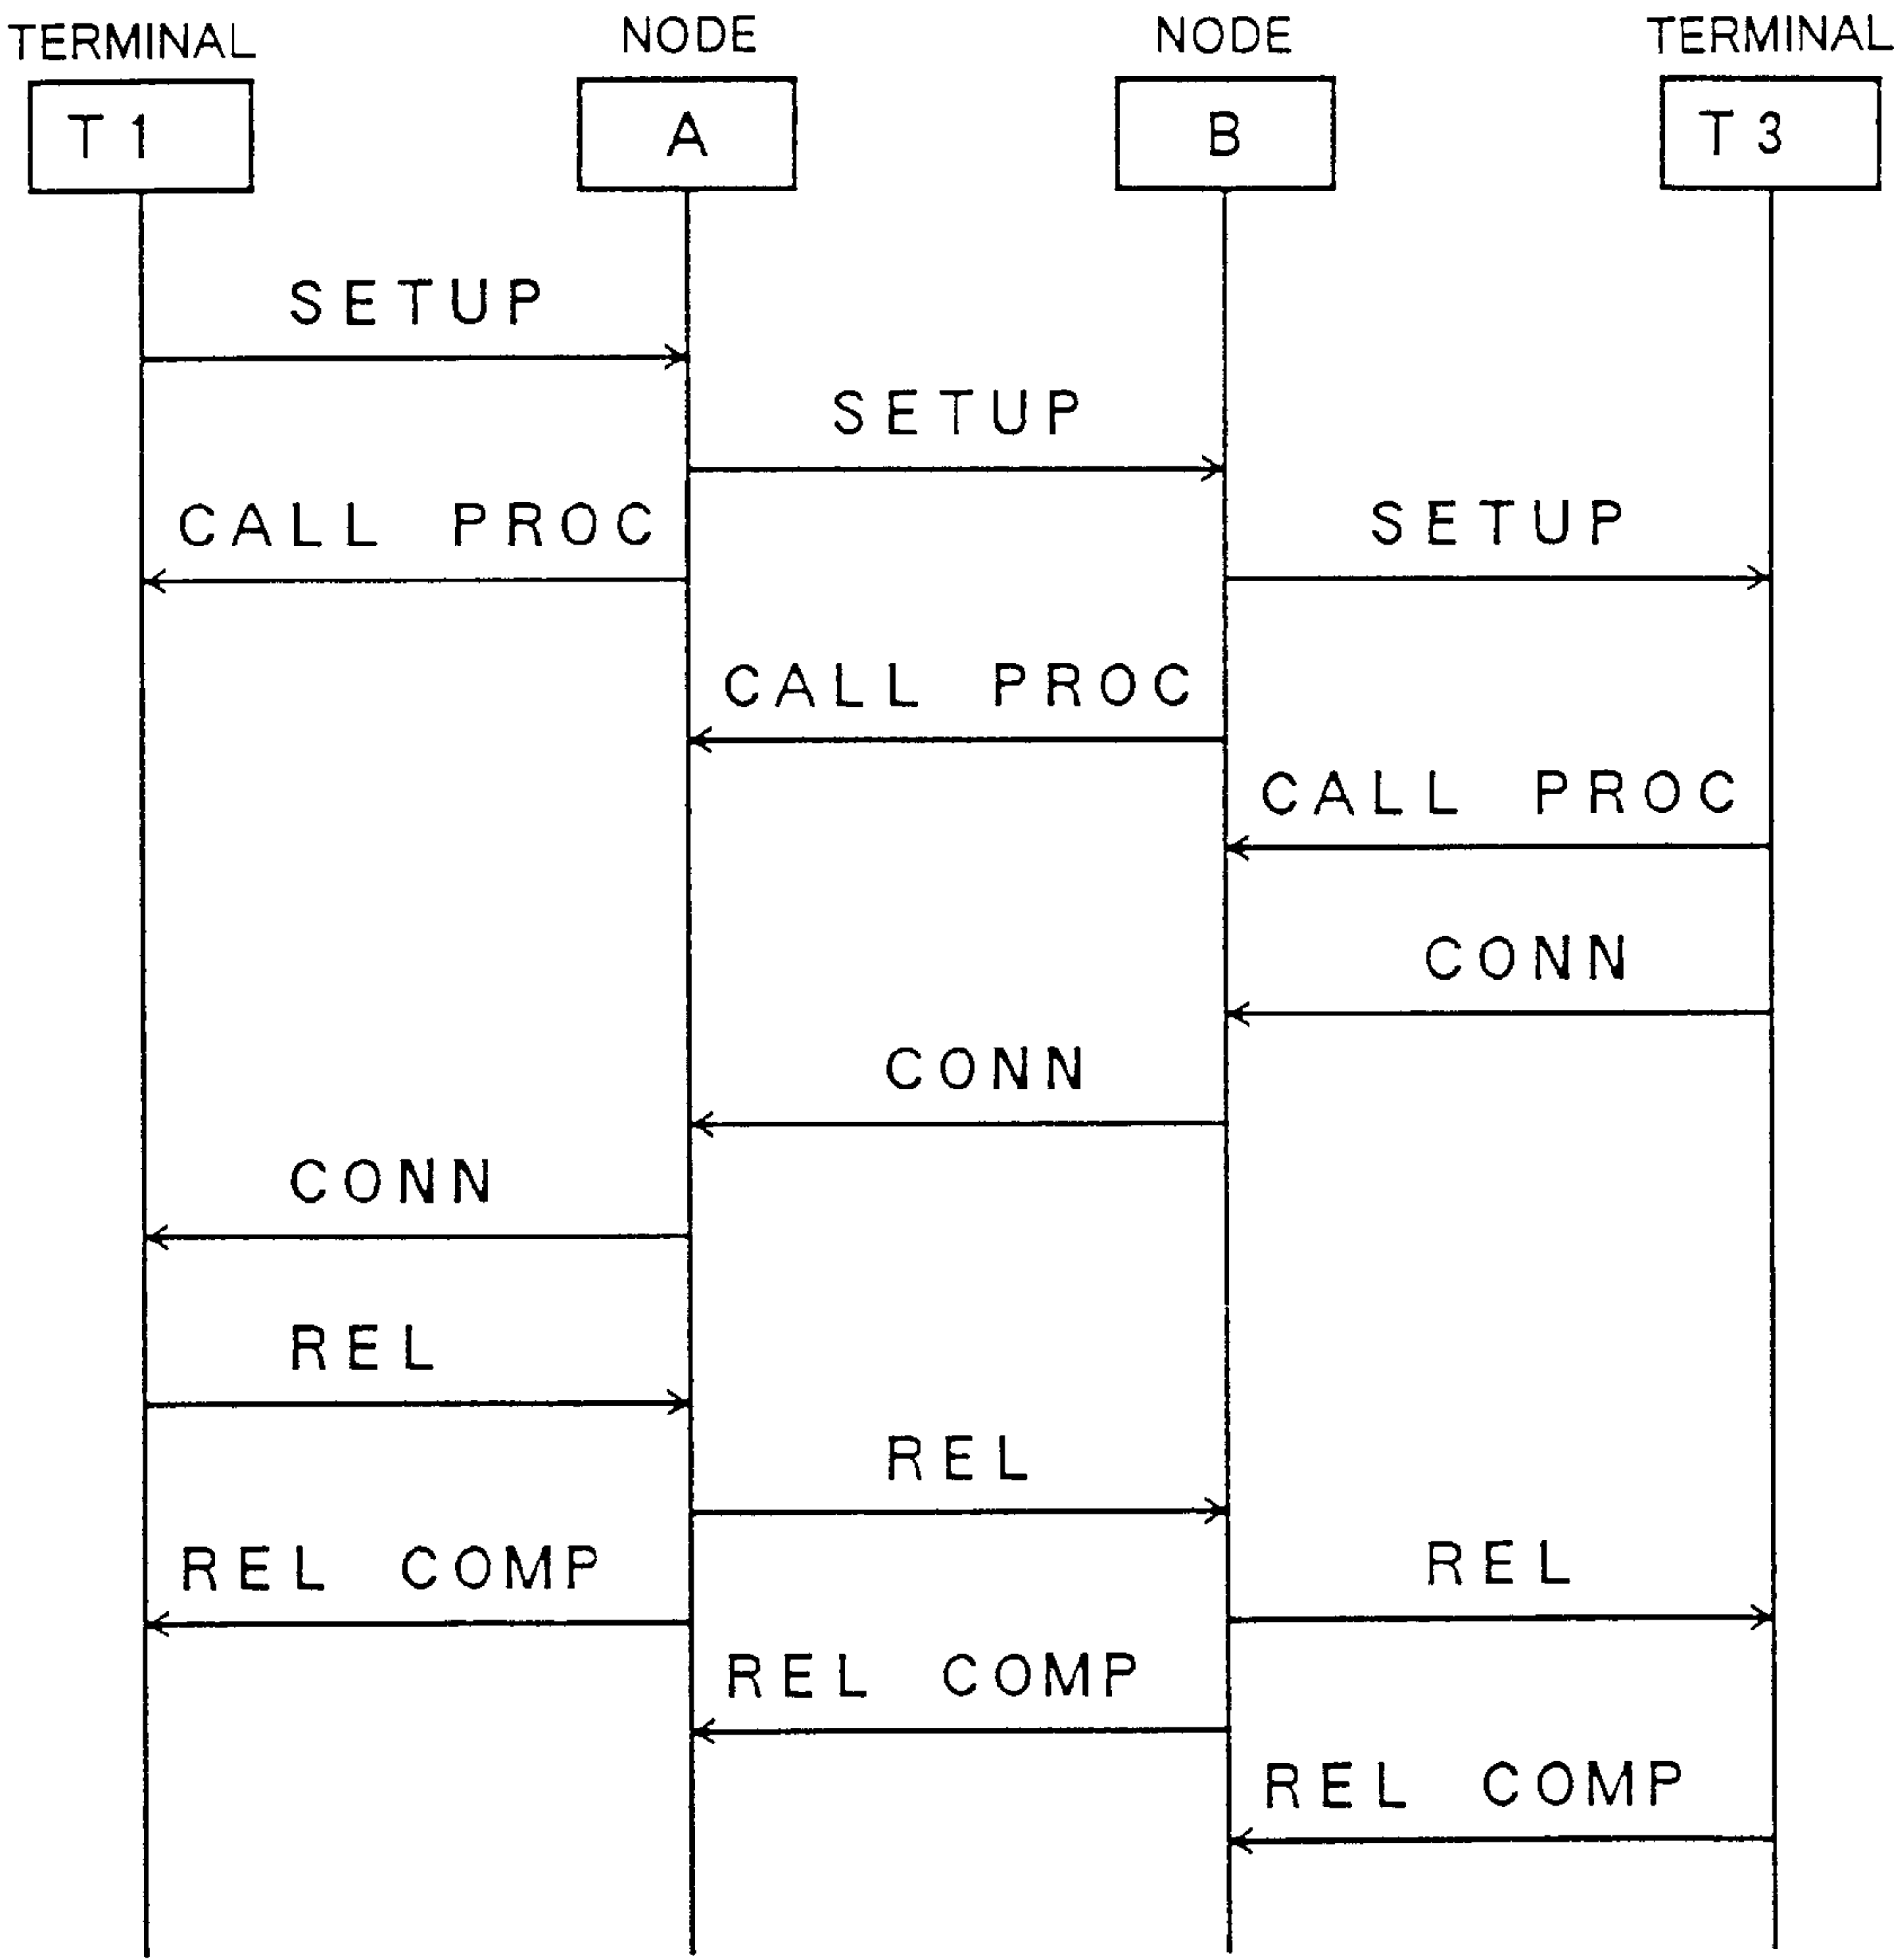 TERMINAL NODE NODE TERMINAL
T1 A B T3
SETUP
SETUP
CALL PROC SETUP
CALL PROC
CALL PROC
CONN
CONN
CONN
REL
REL
REL COMP REL
REL COMP
REL COMP